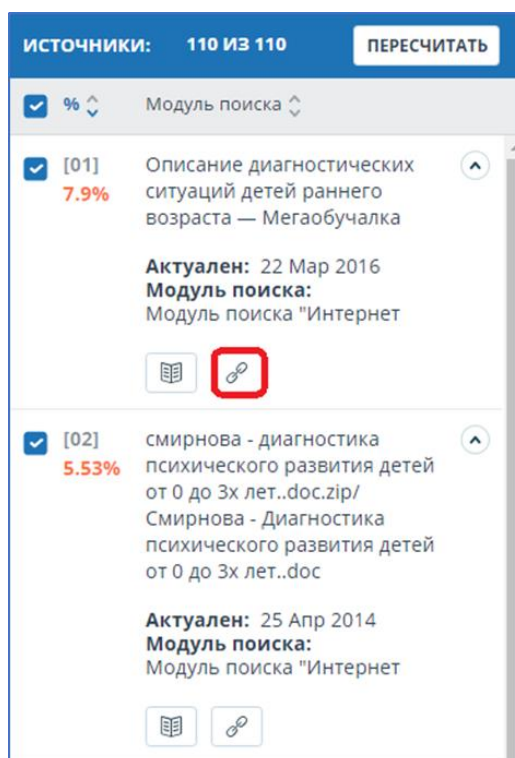 ИСТОЧНИКИ: 110 ИЗ 110 ПЕРЕСЧИТАТЬ
% Модуль поиска
[01] Описание диагностических
7.9% ситуаций детей раннего
возраста — Мегаобучалка
Актуален: 22 Мар 2016
Модуль поиска:
Модуль поиска "Интернет
[02] смирнова - диагностика
5.53% психического развития детей
от 0 до 3х лет..doc.zip/
Смирнова - Диагностика
психического развития детей
от 0 до 3х лет..doc
Актуален: 25 Апр 2014
Модуль поиска:
Модуль поиска "Интернет